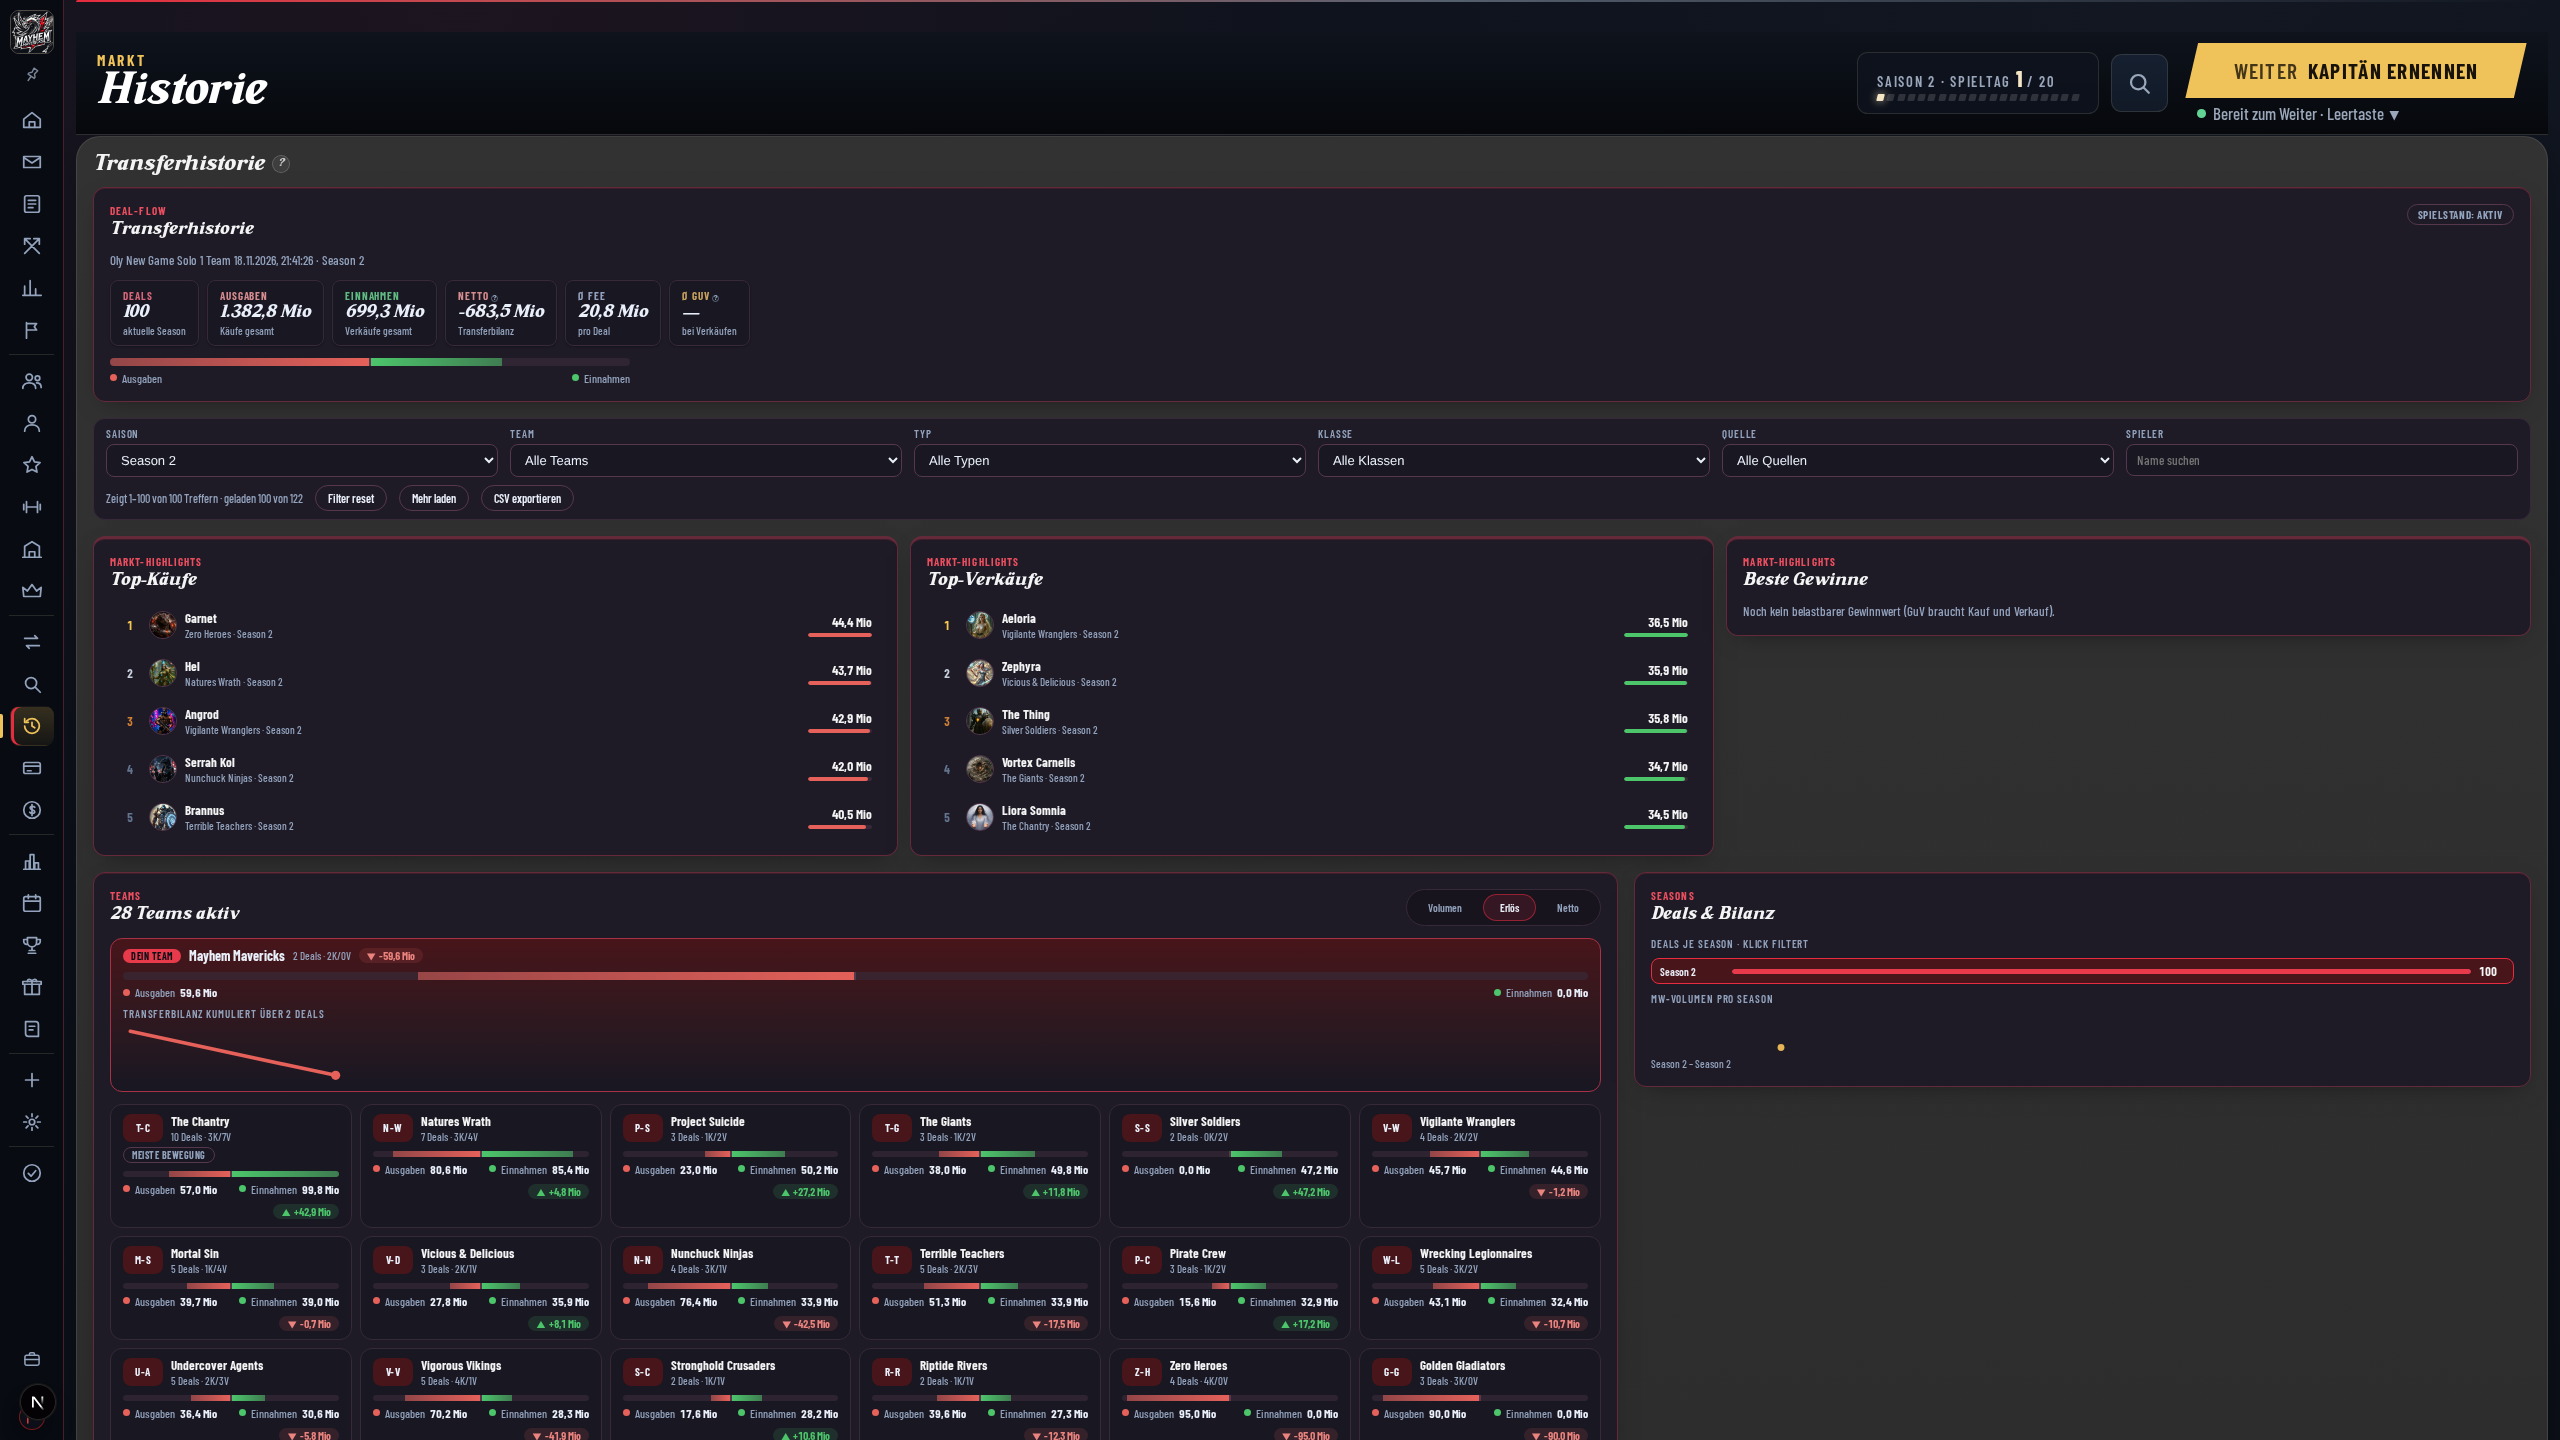 MAYHEM
MARKT
Historie
SAISON 2 · SPIELTAG 1 / 20
WEITER KAPITÄN ERNENNEN
Bereit zum Weiter · Leertaste ▼
Transferhistorie ?
DEAL-FLOW
Transferhistorie
SPIELSTAND: AKTIV
Oly New Game Solo 1 Team 18.11.2026, 21:41:26 · Season 2
DEALS
100
aktuelle Season
AUSGABEN
1.382,8 Mio
Käufe gesamt
EINNAHMEN
699,3 Mio
Verkäufe gesamt
NETTO ?
-683,5 Mio
Transferbilanz
Ø FEE
20,8 Mio
pro Deal
Ø GUV ?
—
bei Verkäufen
Ausgaben
Einnahmen
SAISON
Season 2
TEAM
Alle Teams
TYP
Alle Typen
KLASSE
Alle Klassen
QUELLE
Alle Quellen
SPIELER
Name suchen
Zeigt 1–100 von 100 Treffern · geladen 100 von 122
Filter reset
Mehr laden
CSV exportieren
MARKT-HIGHLIGHTS
Top-Käufe
1 Garnet 44,4 Mio
Zero Heroes · Season 2
2 Hel 43,7 Mio
Natures Wrath · Season 2
3 Angrod 42,9 Mio
Vigilante Wranglers · Season 2
4 Serrah Kol 42,0 Mio
Nunchuck Ninjas · Season 2
5 Brannus 40,5 Mio
Terrible Teachers · Season 2
MARKT-HIGHLIGHTS
Top-Verkäufe
1 Aeloria 36,5 Mio
Vigilante Wranglers · Season 2
2 Zephyra 35,9 Mio
Vicious & Delicious · Season 2
3 The Thing 35,8 Mio
Silver Soldiers · Season 2
4 Vortex Carnelis 34,7 Mio
The Giants · Season 2
5 Liora Somnia 34,5 Mio
The Chantry · Season 2
MARKT-HIGHLIGHTS
Beste Gewinne
Noch kein belastbarer Gewinnwert (GuV braucht Kauf und Verkauf).
TEAMS
28 Teams aktiv
Volumen
Erlös
Netto
DEIN TEAM Mayhem Mavericks 2 Deals · 2K/0V ▼ -59,6 Mio
Ausgaben 59,6 Mio
Einnahmen 0,0 Mio
TRANSFERBILANZ KUMULIERT ÜBER 2 DEALS
SEASONS
Deals & Bilanz
DEALS JE SEASON · KLICK FILTERT
Season 2 100
MW-VOLUMEN PRO SEASON
Season 2 – Season 2
T-C The Chantry
10 Deals · 3K/7V
MEISTE BEWEGUNG
Ausgaben 57,0 Mio Einnahmen 99,8 Mio
▲ +42,9 Mio
N-W Natures Wrath
7 Deals · 3K/4V
Ausgaben 80,6 Mio Einnahmen 85,4 Mio
▲ +4,8 Mio
P-S Project Suicide
3 Deals · 1K/2V
Ausgaben 23,0 Mio Einnahmen 50,2 Mio
▲ +27,2 Mio
T-G The Giants
3 Deals · 1K/2V
Ausgaben 38,0 Mio Einnahmen 49,8 Mio
▲ +11,8 Mio
S-S Silver Soldiers
2 Deals · 0K/2V
Ausgaben 0,0 Mio Einnahmen 47,2 Mio
▲ +47,2 Mio
V-W Vigilante Wranglers
4 Deals · 2K/2V
Ausgaben 45,7 Mio Einnahmen 44,6 Mio
▼ -1,2 Mio
M-S Mortal Sin
5 Deals · 1K/4V
Ausgaben 39,7 Mio Einnahmen 39,0 Mio
▼ -0,7 Mio
V-D Vicious & Delicious
3 Deals · 2K/1V
Ausgaben 27,8 Mio Einnahmen 35,9 Mio
▲ +8,1 Mio
N-N Nunchuck Ninjas
4 Deals · 3K/1V
Ausgaben 76,4 Mio Einnahmen 33,9 Mio
▼ -42,5 Mio
T-T Terrible Teachers
5 Deals · 2K/3V
Ausgaben 51,3 Mio Einnahmen 33,9 Mio
▼ -17,5 Mio
P-C Pirate Crew
3 Deals · 1K/2V
Ausgaben 15,6 Mio Einnahmen 32,9 Mio
▲ +17,2 Mio
W-L Wrecking Legionnaires
5 Deals · 3K/2V
Ausgaben 43,1 Mio Einnahmen 32,4 Mio
▼ -10,7 Mio
U-A Undercover Agents
5 Deals · 2K/3V
Ausgaben 36,4 Mio Einnahmen 30,6 Mio
▼ -5,8 Mio
V-V Vigorous Vikings
5 Deals · 4K/1V
Ausgaben 70,2 Mio Einnahmen 28,3 Mio
▼ -41,9 Mio
S-C Stronghold Crusaders
2 Deals · 1K/1V
Ausgaben 17,6 Mio Einnahmen 28,2 Mio
▲ +10,6 Mio
R-R Riptide Rivers
2 Deals · 1K/1V
Ausgaben 39,6 Mio Einnahmen 27,3 Mio
▼ -12,3 Mio
Z-H Zero Heroes
4 Deals · 4K/0V
Ausgaben 95,0 Mio Einnahmen 0,0 Mio
▼ -95,0 Mio
G-G Golden Gladiators
3 Deals · 3K/0V
Ausgaben 90,0 Mio Einnahmen 0,0 Mio
▼ -90,0 Mio
N